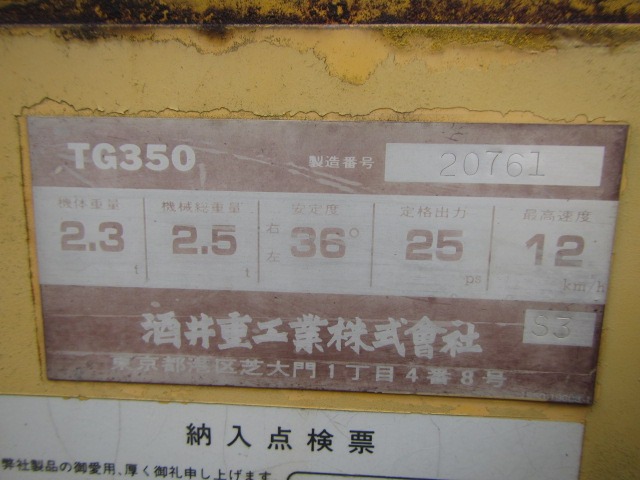 TG350 製造番号 20761
機体重量 機械総重量 安定度 定格出力 最高速度
2.3 t 2.5 t 右左 36° 25 ps 12 km/h
酒井重工業株式會社 S3
東京都港区芝大門1丁目4番8号
納入点検票
弊社製品の御愛用、厚く御礼申し上げます